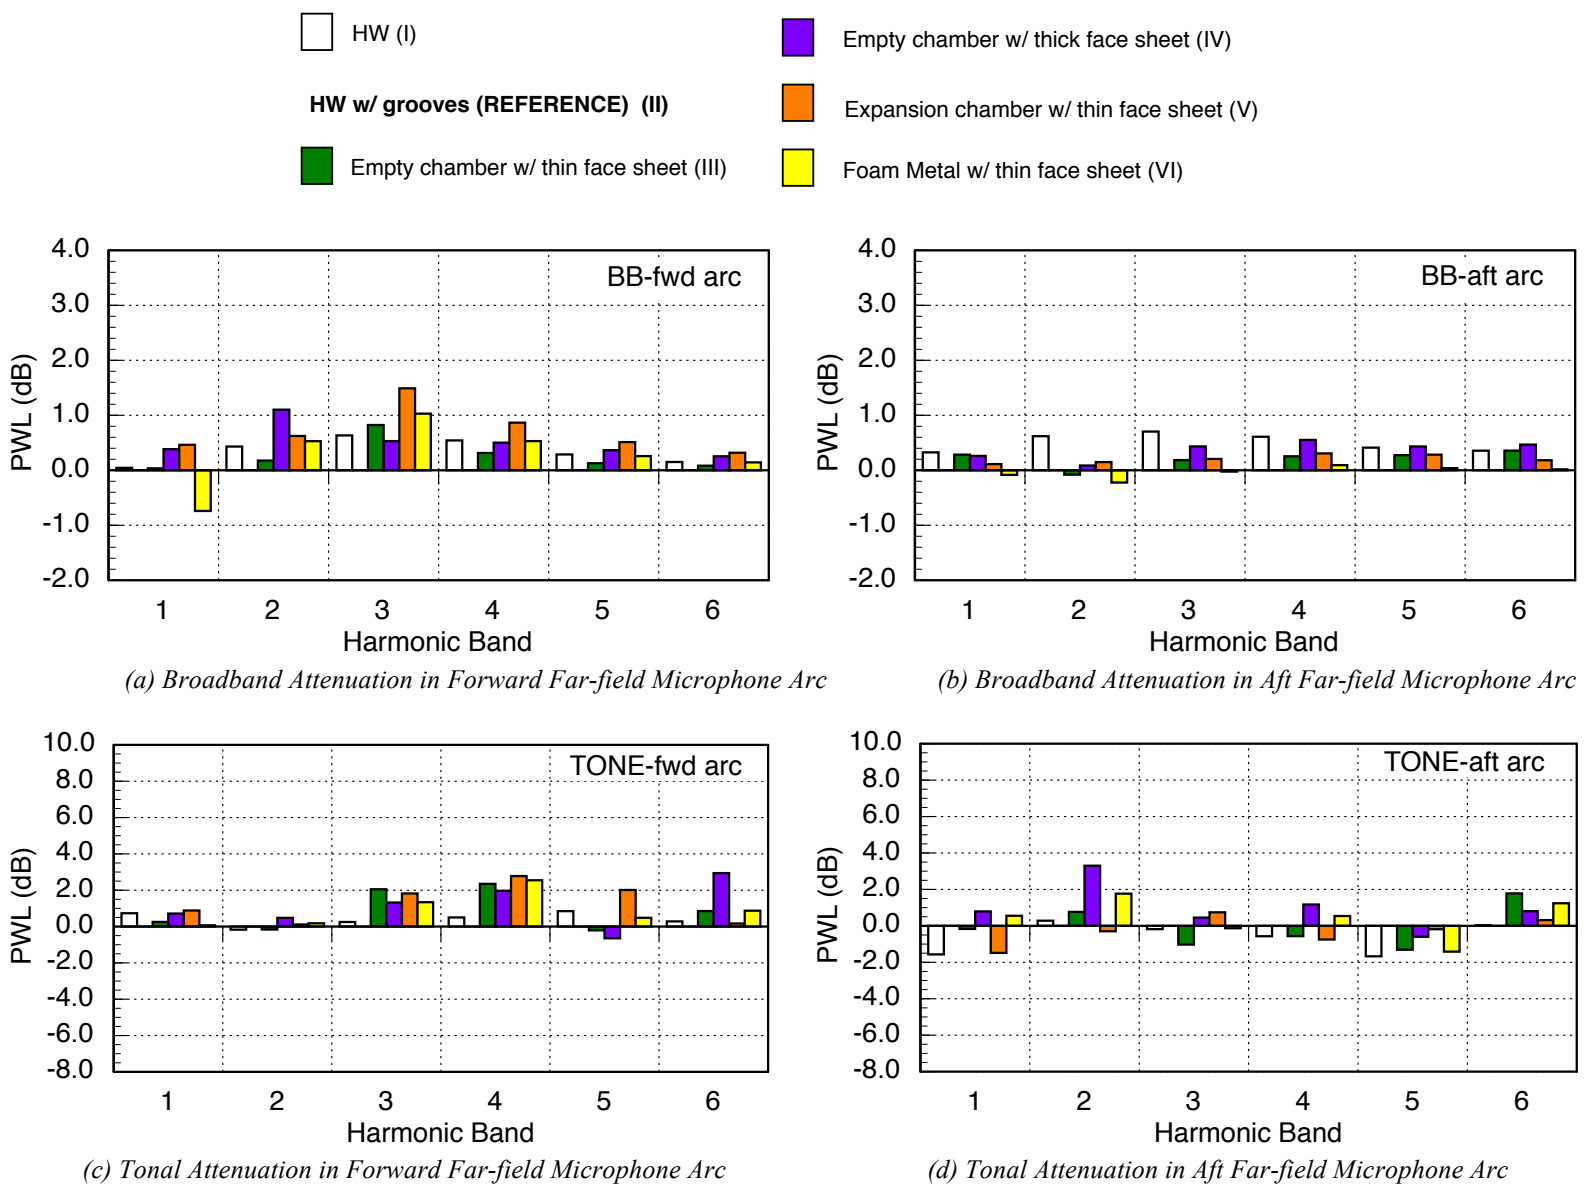 HW (I)
HW w/ grooves (REFERENCE) (II)
Empty chamber w/ thin face sheet (III)
Empty chamber w/ thick face sheet (IV)
Expansion chamber w/ thin face sheet (V)
Foam Metal w/ thin face sheet (VI)
BB-fwd arc
PWL (dB)
4.0
3.0
2.0
1.0
0.0
-1.0
-2.0
1 2 3 4 5 6
Harmonic Band
(a) Broadband Attenuation in Forward Far-field Microphone Arc
BB-aft arc
PWL (dB)
4.0
3.0
2.0
1.0
0.0
-1.0
-2.0
1 2 3 4 5 6
Harmonic Band
(b) Broadband Attenuation in Aft Far-field Microphone Arc
TONE-fwd arc
PWL (dB)
10.0
8.0
6.0
4.0
2.0
0.0
-2.0
-4.0
-6.0
-8.0
1 2 3 4 5 6
Harmonic Band
(c) Tonal Attenuation in Forward Far-field Microphone Arc
TONE-aft arc
PWL (dB)
10.0
8.0
6.0
4.0
2.0
0.0
-2.0
-4.0
-6.0
-8.0
1 2 3 4 5 6
Harmonic Band
(d) Tonal Attenuation in Aft Far-field Microphone Arc